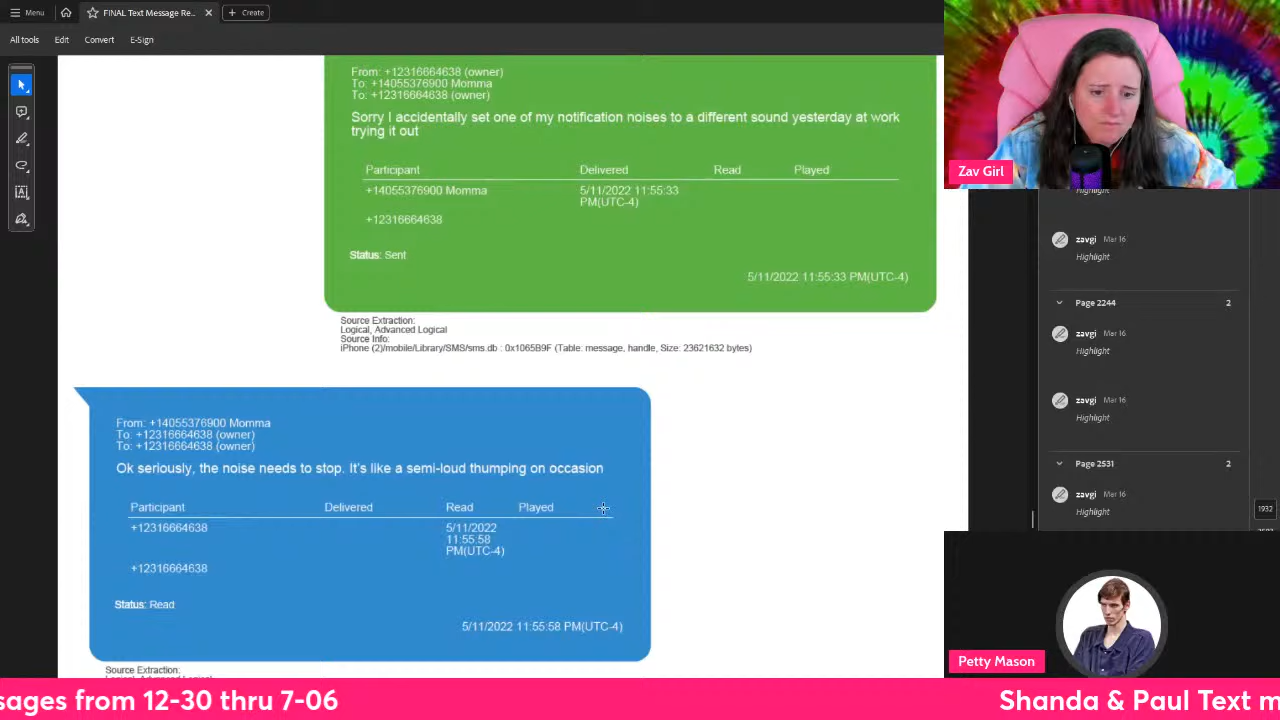 Menu
FINAL Text Message Re...
Create
All tools
Edit
Convert
E-Sign
From: +12316664638 (owner)
To: +14055376900 Momma
To: +12316664638 (owner)
Sorry I accidentally set one of my notification noises to a different sound yesterday at work
trying it out
Participant Delivered Read Played
+14055376900 Momma 5/11/2022 11:55:33
PM(UTC-4)
+12316664638
Status: Sent
5/11/2022 11:55:33 PM(UTC-4)
Source Extraction:
Logical, Advanced Logical
Source Info:
iPhone (2)/mobile/Library/SMS/sms.db : 0x1065B9F (Table: message, handle, Size: 23621632 bytes)
From: +14055376900 Momma
To: +12316664638 (owner)
To: +12316664638 (owner)
Ok seriously, the noise needs to stop. It's like a semi-loud thumping on occasion
Participant Delivered Read Played
+12316664638 5/11/2022
11:55:58
PM(UTC-4)
+12316664638
Status: Read
5/11/2022 11:55:58 PM(UTC-4)
Source Extraction:
Logical, Advanced Logical
Zav Girl
Highlight
zavgi Mar 16
Highlight
Page 2244 2
zavgi Mar 16
Highlight
zavgi Mar 16
Highlight
Page 2531 2
zavgi Mar 16
Highlight
1932
Petty Mason
sages from 12-30 thru 7-06
Shanda & Paul Text m